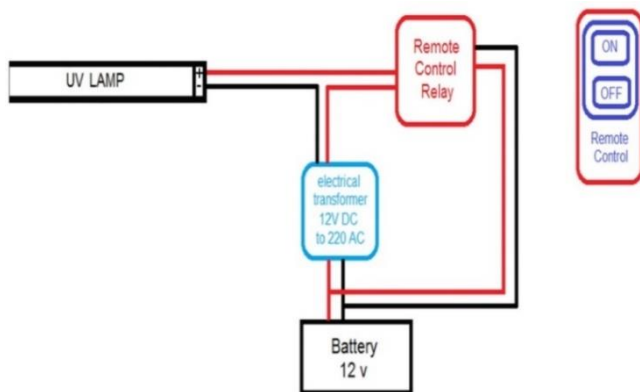 UV LAMP
+
-
Remote
Control
Relay
ON
OFF
Remote
Control
electrical
transformer
12V DC
to 220 AC
Battery
12 v